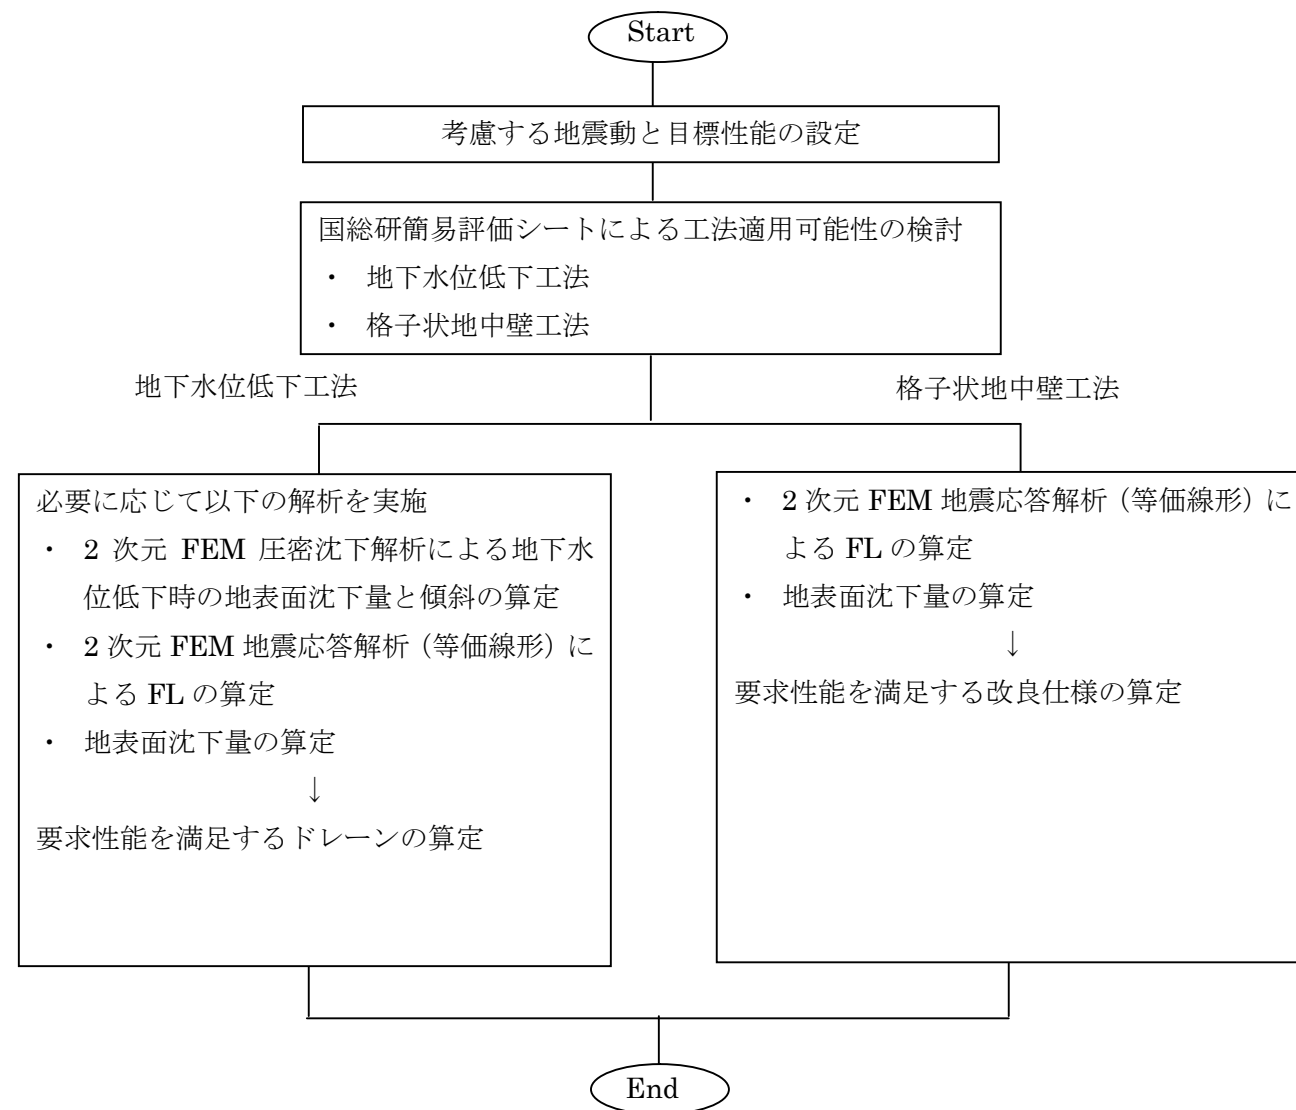 Start
考慮する地震動と目標性能の設定
国総研簡易評価シートによる工法適用可能性の検討
・ 地下水位低下工法
・ 格子状地中壁工法
地下水位低下工法
格子状地中壁工法
必要に応じて以下の解析を実施
・ 2 次元 FEM 圧密沈下解析による地下水
位低下時の地表面沈下量と傾斜の算定
・ 2 次元 FEM 地震応答解析（等価線形）に
よる FL の算定
・ 地表面沈下量の算定
↓
要求性能を満足するドレーンの算定
・ 2 次元 FEM 地震応答解析（等価線形）に
よる FL の算定
・ 地表面沈下量の算定
↓
要求性能を満足する改良仕様の算定
End